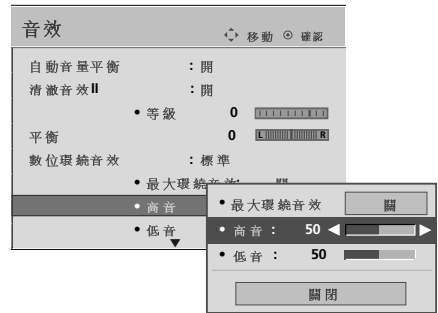 音效 移動 ◉ 確認
自動音量平衡 : 開
清澈音效II : 開
• 等級 0
平衡 0 L R
數位環繞音效 : 標準
• 最大環繞音效: 關
• 高音
• 低音
▼
• 最大環繞音效 關
• 高音 : 50 ◀ ▶
• 低音 : 50
關閉